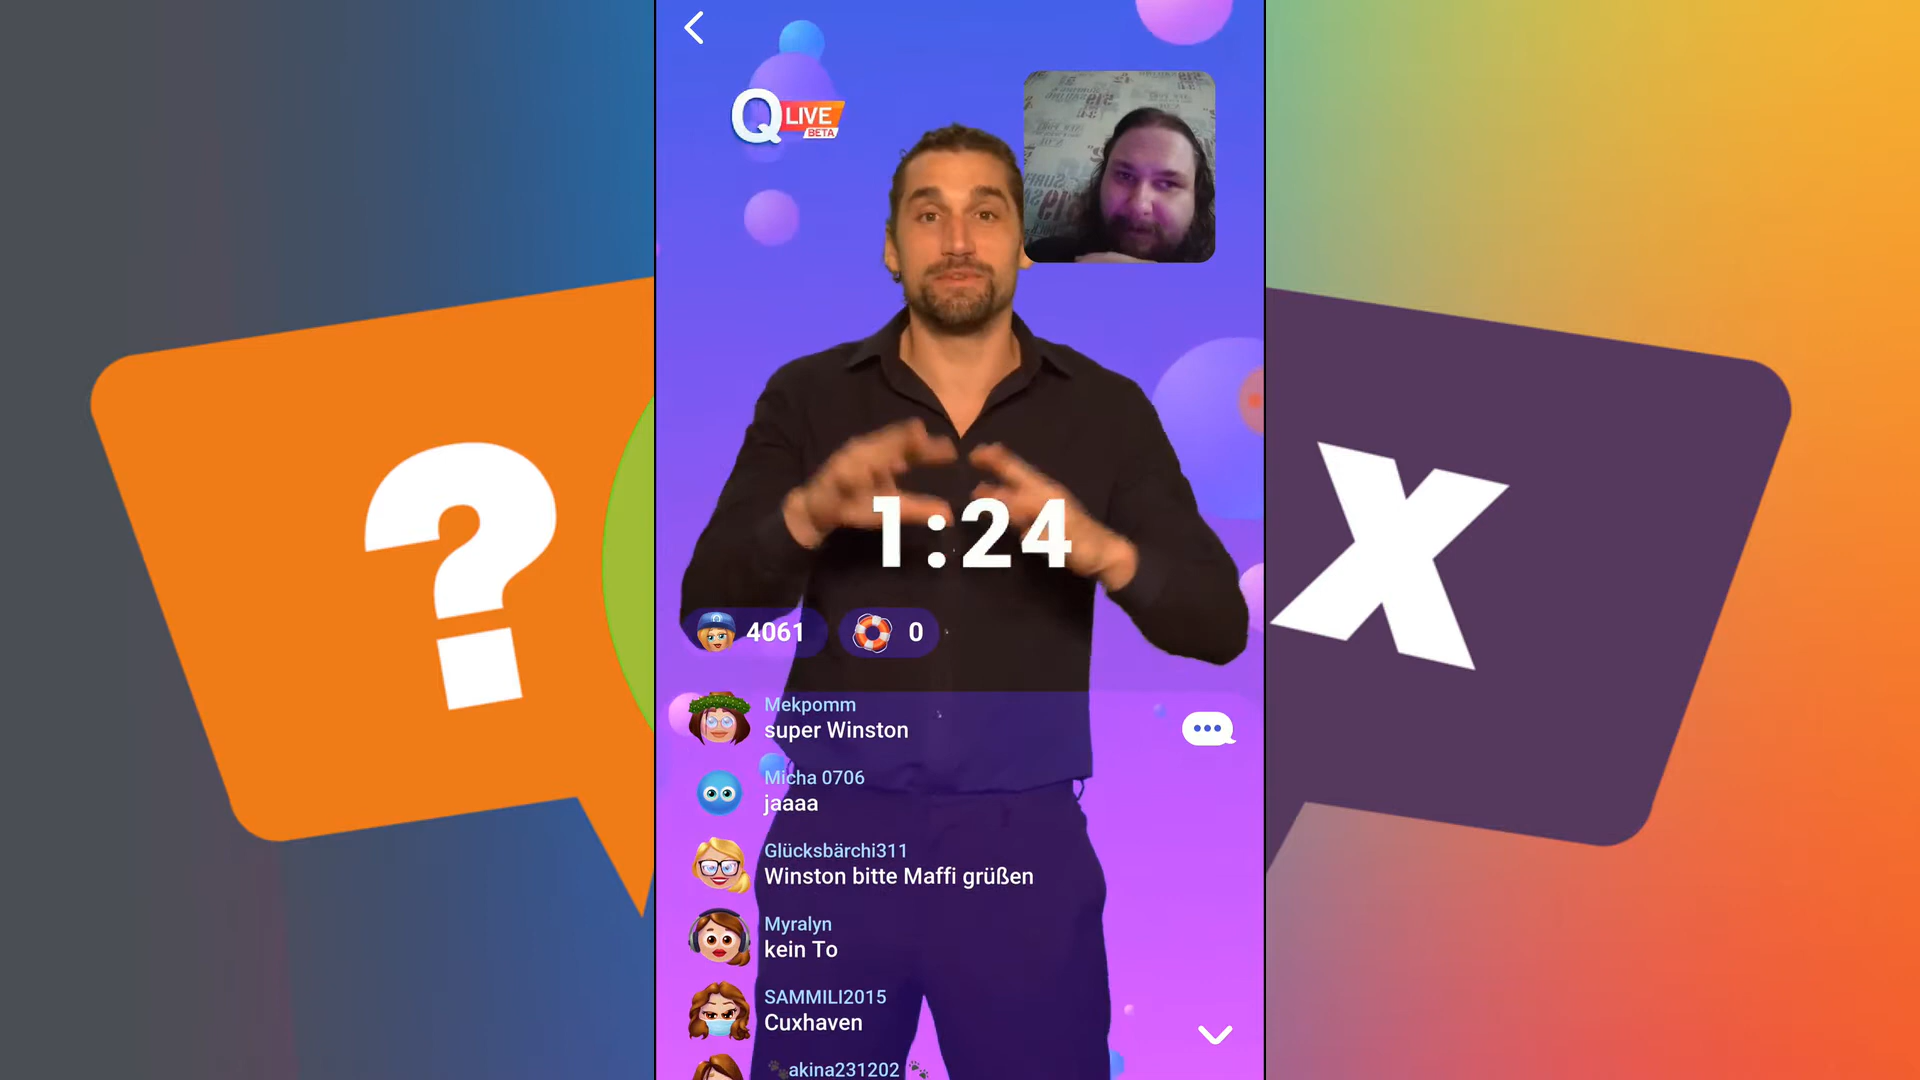 Q LIVE
BETA
?
X
1:24
4061
0
Mekpomm
super Winston
Micha 0706
jaaaa
Glücksbärchi311
Winston bitte Maffi grüßen
Myralyn
kein To
SAMMILI2015
Cuxhaven
🐾akina231202 🐾